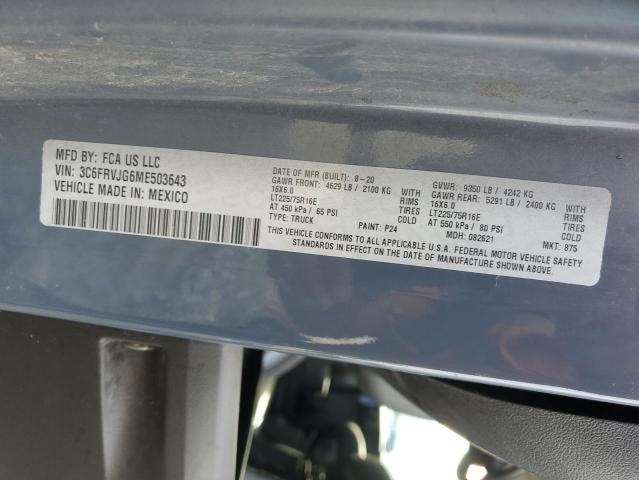 MFD BY: FCA US LLC
VIN: 3C6FRVJG6ME503643
VEHICLE MADE IN: MEXICO
DATE OF MFR (BUILT): 8-20 GVWR: 9350 LB / 4242 KG
GAWR FRONT: 4629 LB / 2100 KG WITH GAWR REAR: 5291 LB / 2400 KG WITH
16X6.0 RIMS 16X6.0 RIMS
LT225/75R16E TIRES LT225/75R16E TIRES
AT 450 kPa / 65 PSI COLD AT 550 kPa / 80 PSI COLD
TYPE: TRUCK PAINT: P24 MDH: 082621 MKT: 875
THIS VEHICLE CONFORMS TO ALL APPLICABLE U.S.A. FEDERAL MOTOR VEHICLE SAFETY
STANDARDS IN EFFECT ON THE DATE OF MANUFACTURE SHOWN ABOVE.